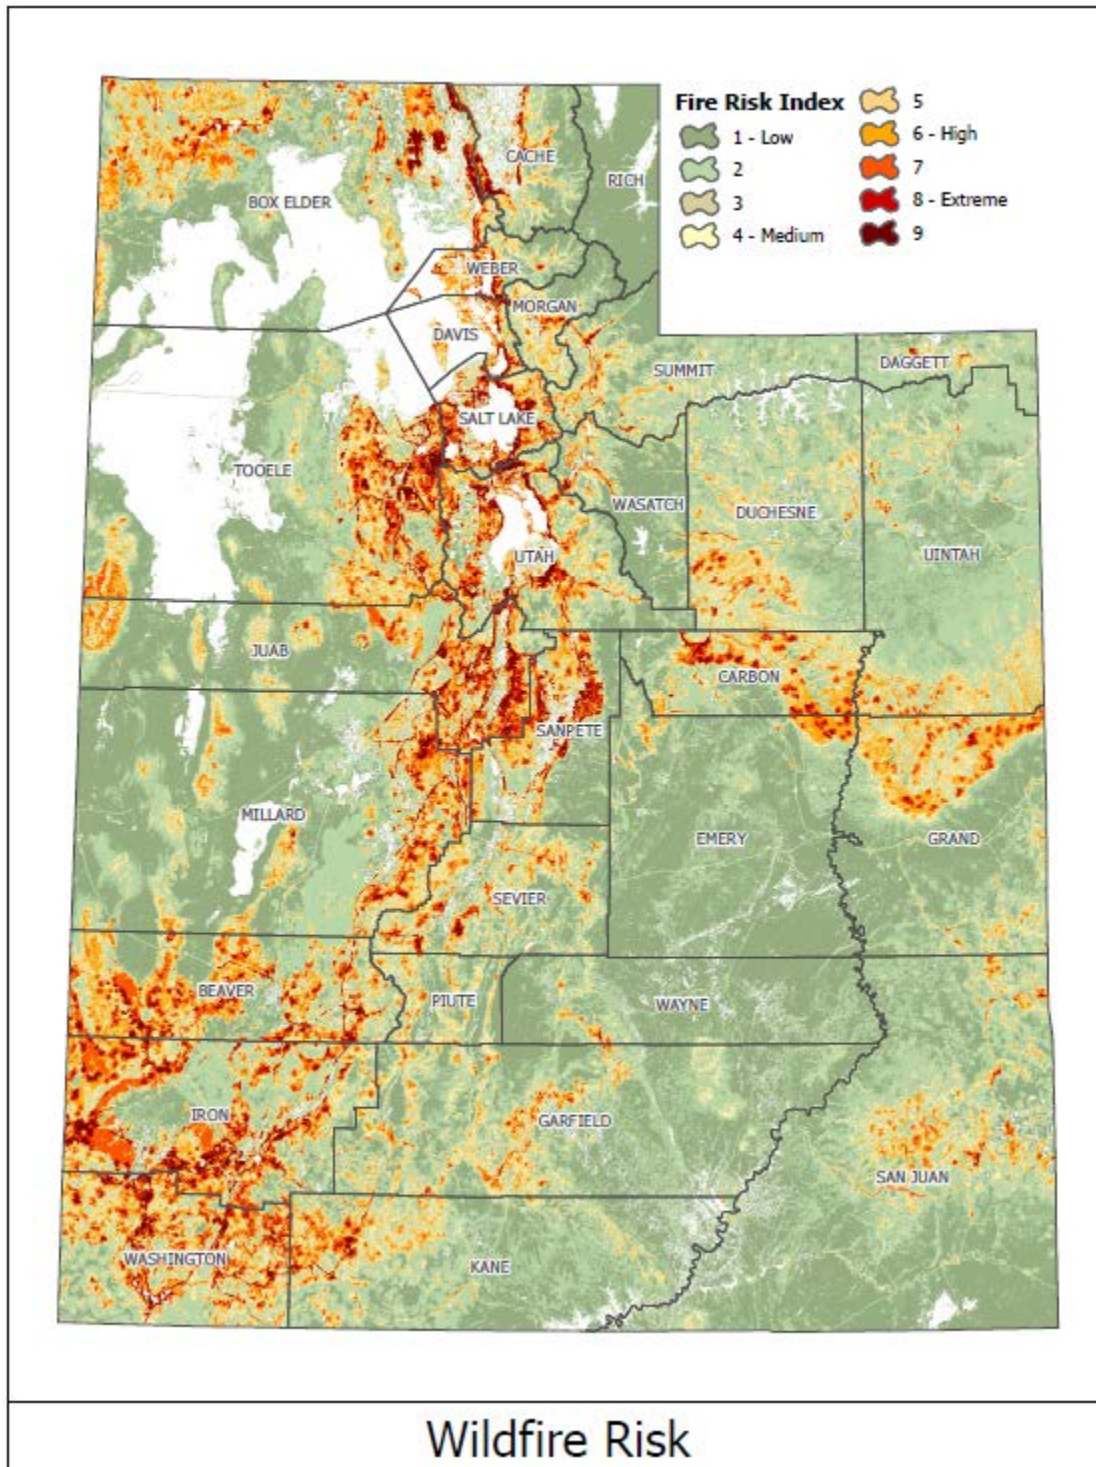 Fire Risk Index
1 - Low
2
3
4 - Medium
5
6 - High
7
8 - Extreme
9
CACHE
RICH
BOX ELDER
WEBER
MORGAN
DAVIS
SUMMIT
DAGGETT
SALT LAKE
TOOELE
WASATCH
DUCHESNE
UTAH
UINTAH
JUAB
CARBON
SANPETE
MILLARD
EMERY
GRAND
SEVIER
BEAVER
PIUTE
WAYNE
IRON
GARFIELD
SAN JUAN
WASHINGTON
KANE
Wildfire Risk